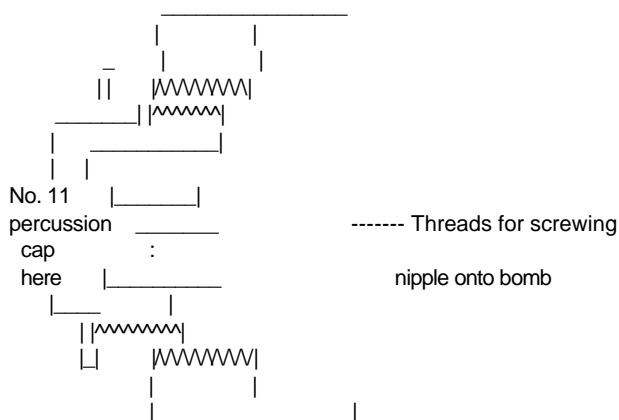 No. 11
percussion ------- Threads for screwing
cap
here nipple onto bomb